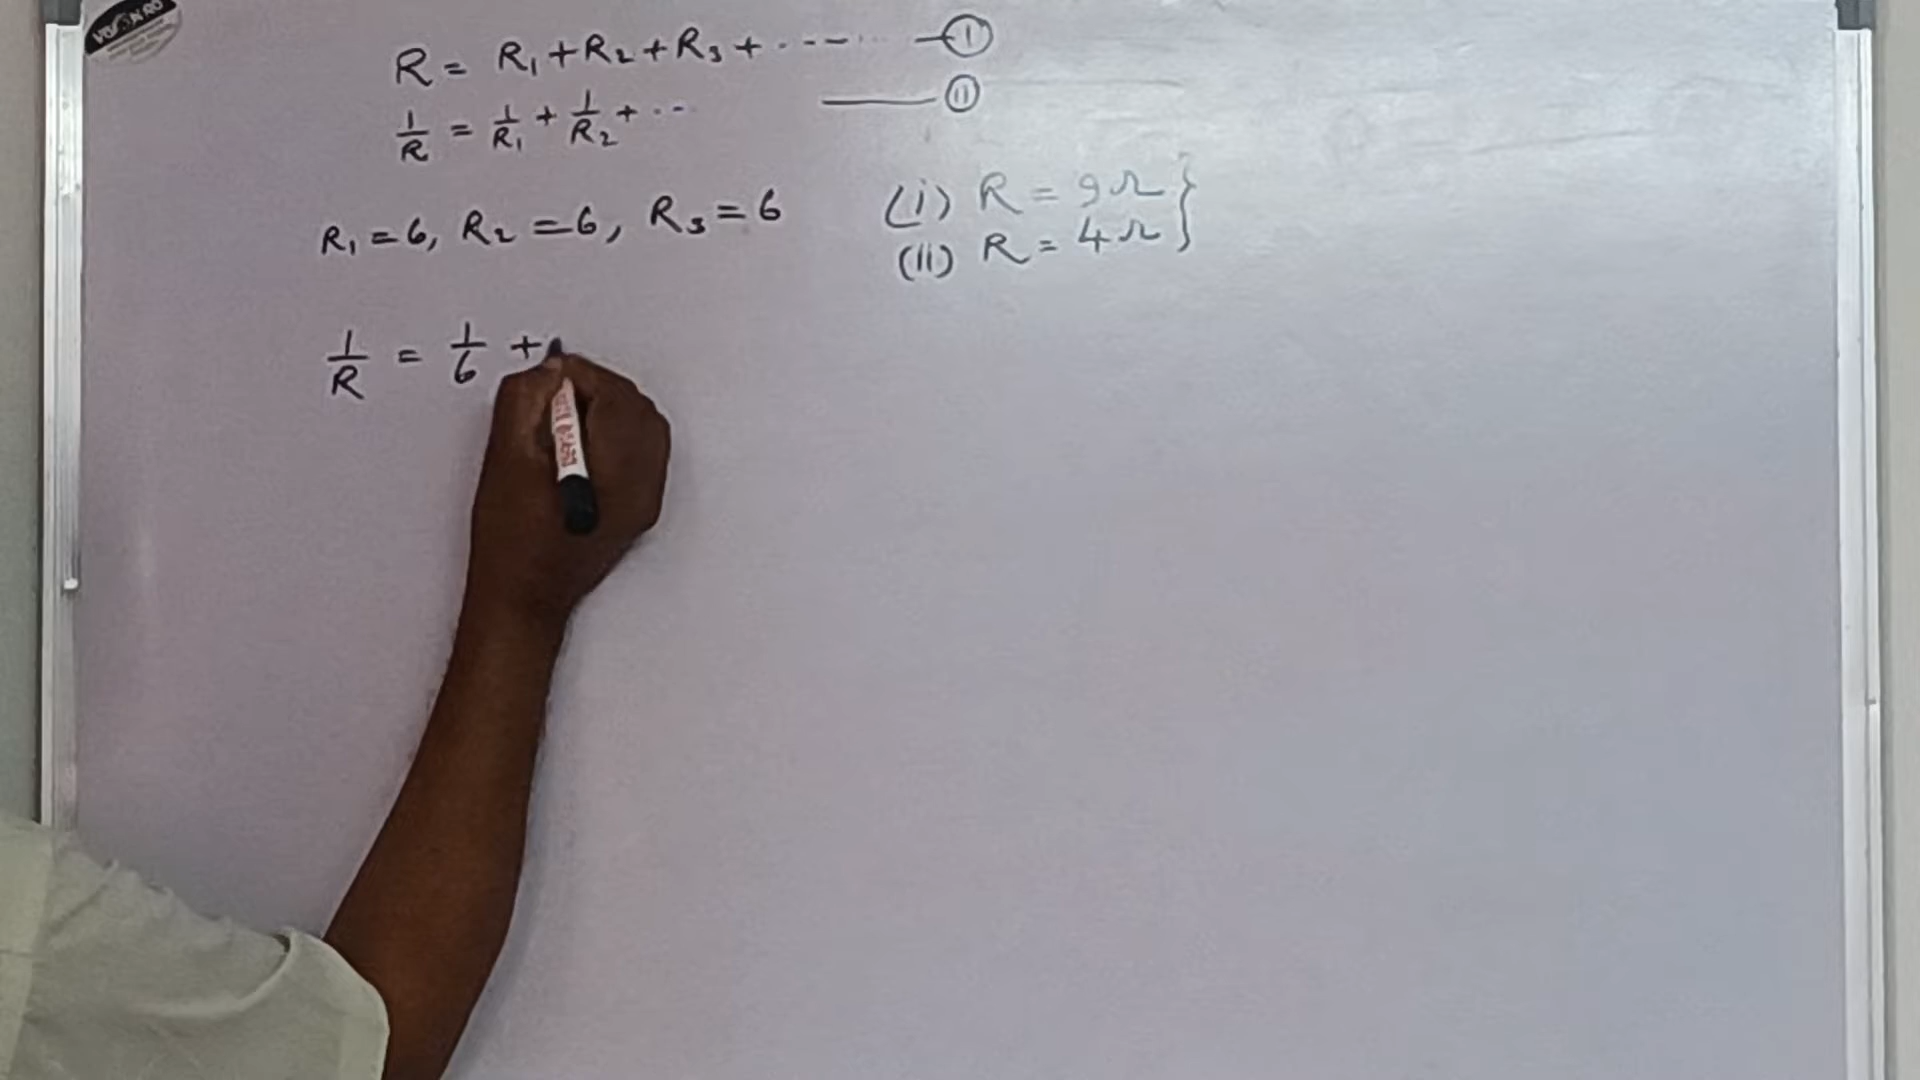 R = R₁ + R₂ + R₃ + ------- —Ⓘ
1/R = 1/R₁ + 1/R₂ + -- —— Ⓘ Ⓘ
R₁ = 6, R₂ = 6, R₃ = 6
(i) R = 9Ω }
(ii) R = 4Ω
1/R = 1/6 +